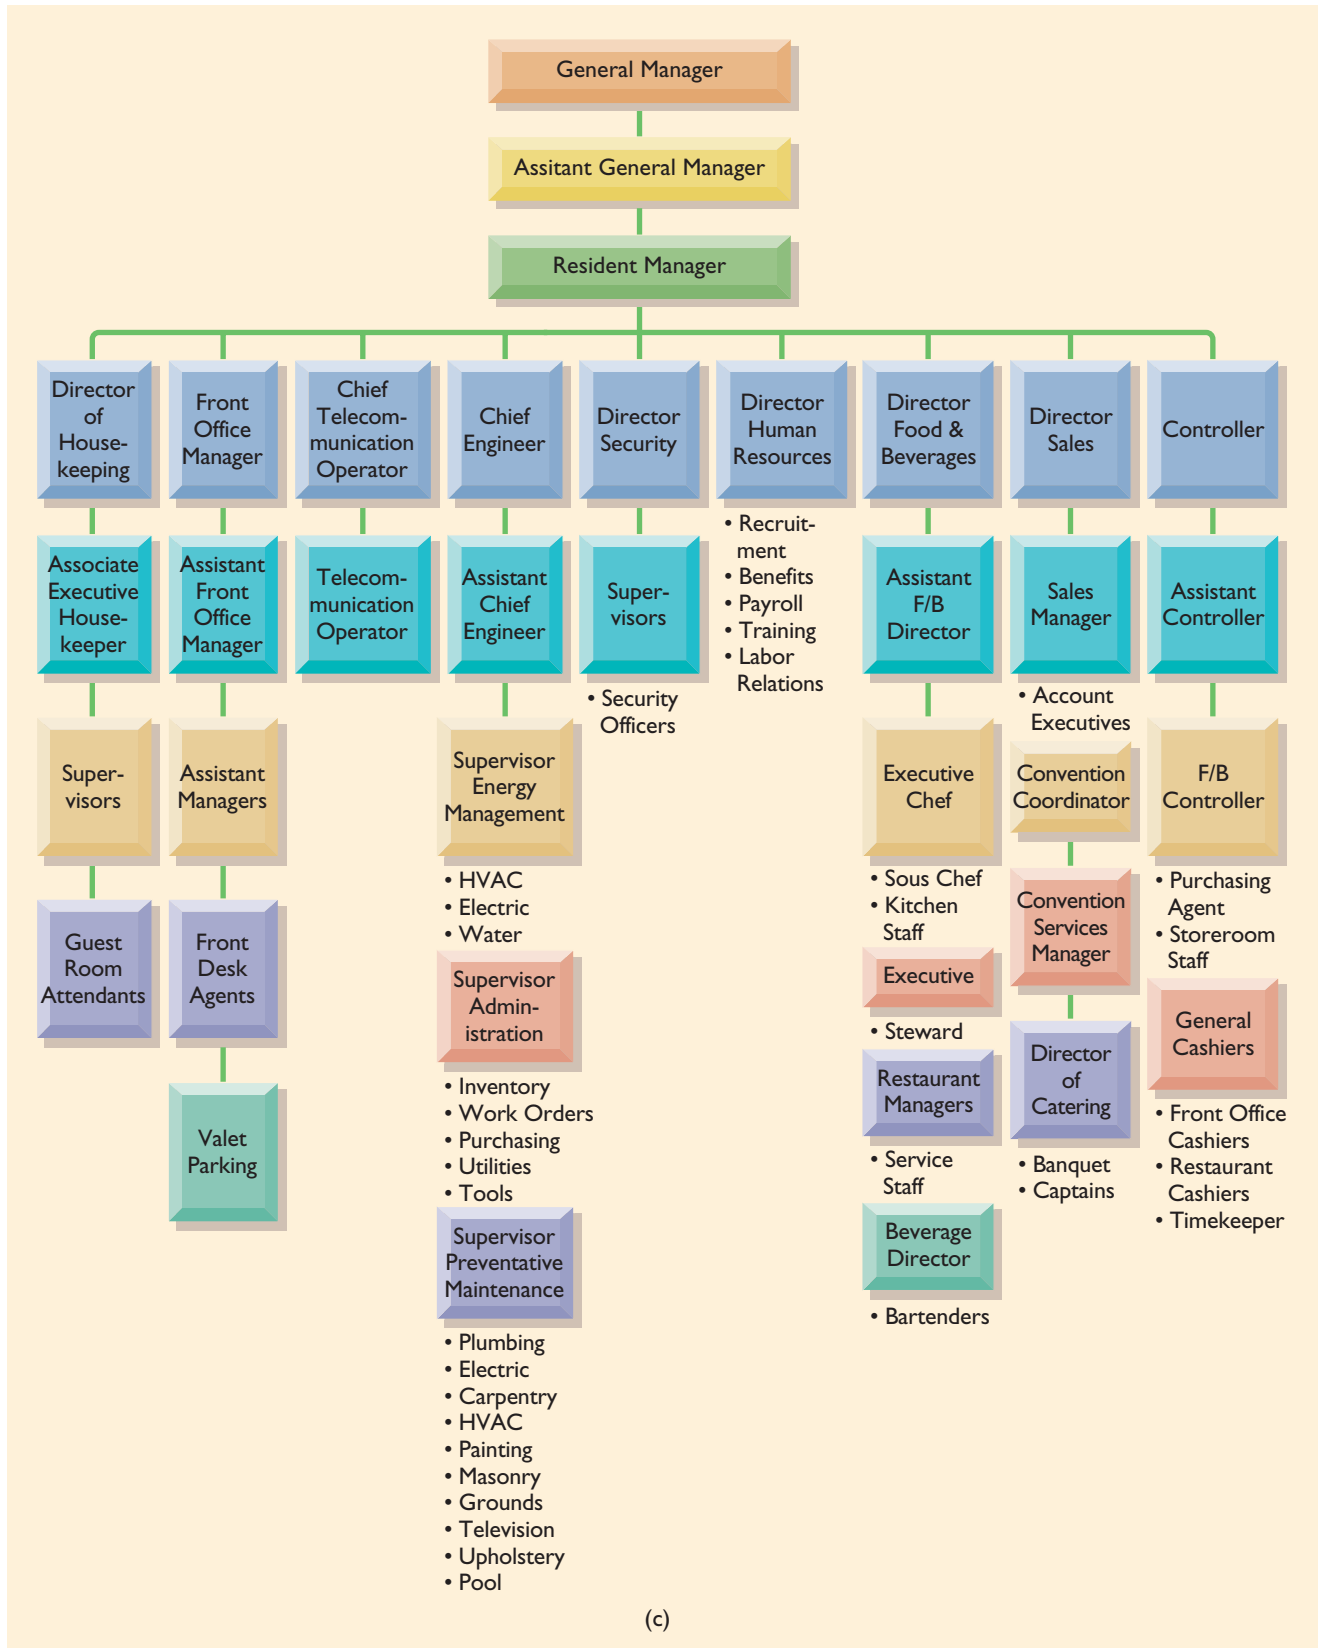 General Manager
Assitant General Manager
Resident Manager
Director
of
House-
keeping
Front
Office
Manager
Chief
Telecom-
munication
Operator
Chief
Engineer
Director
Security
Director
Human
Resources
Director
Food &
Beverages
Director
Sales
Controller
Associate
Executive
House-
keeper
Assistant
Front
Office
Manager
Telecom-
munication
Operator
Assistant
Chief
Engineer
Super-
visors
• Security
Officers
• Recruit-
ment
• Benefits
• Payroll
• Training
• Labor
Relations
Assistant
F/B
Director
Sales
Manager
• Account
Executives
Assistant
Controller
Super-
visors
Assistant
Managers
Supervisor
Energy
Management
• HVAC
• Electric
• Water
Executive
Chef
• Sous Chef
• Kitchen
Staff
Convention
Coordinator
F/B
Controller
• Purchasing
Agent
• Storeroom
Staff
Guest
Room
Attendants
Front
Desk
Agents
Supervisor
Admin-
istration
• Inventory
• Work Orders
• Purchasing
• Utilities
• Tools
Executive
• Steward
Convention
Services
Manager
General
Cashiers
• Front Office
Cashiers
• Restaurant
Cashiers
• Timekeeper
Valet
Parking
Restaurant
Managers
• Service
Staff
Director
of
Catering
• Banquet
• Captains
Supervisor
Preventative
Maintenance
• Plumbing
• Electric
• Carpentry
• HVAC
• Painting
• Masonry
• Grounds
• Television
• Upholstery
• Pool
Beverage
Director
• Bartenders
(c)